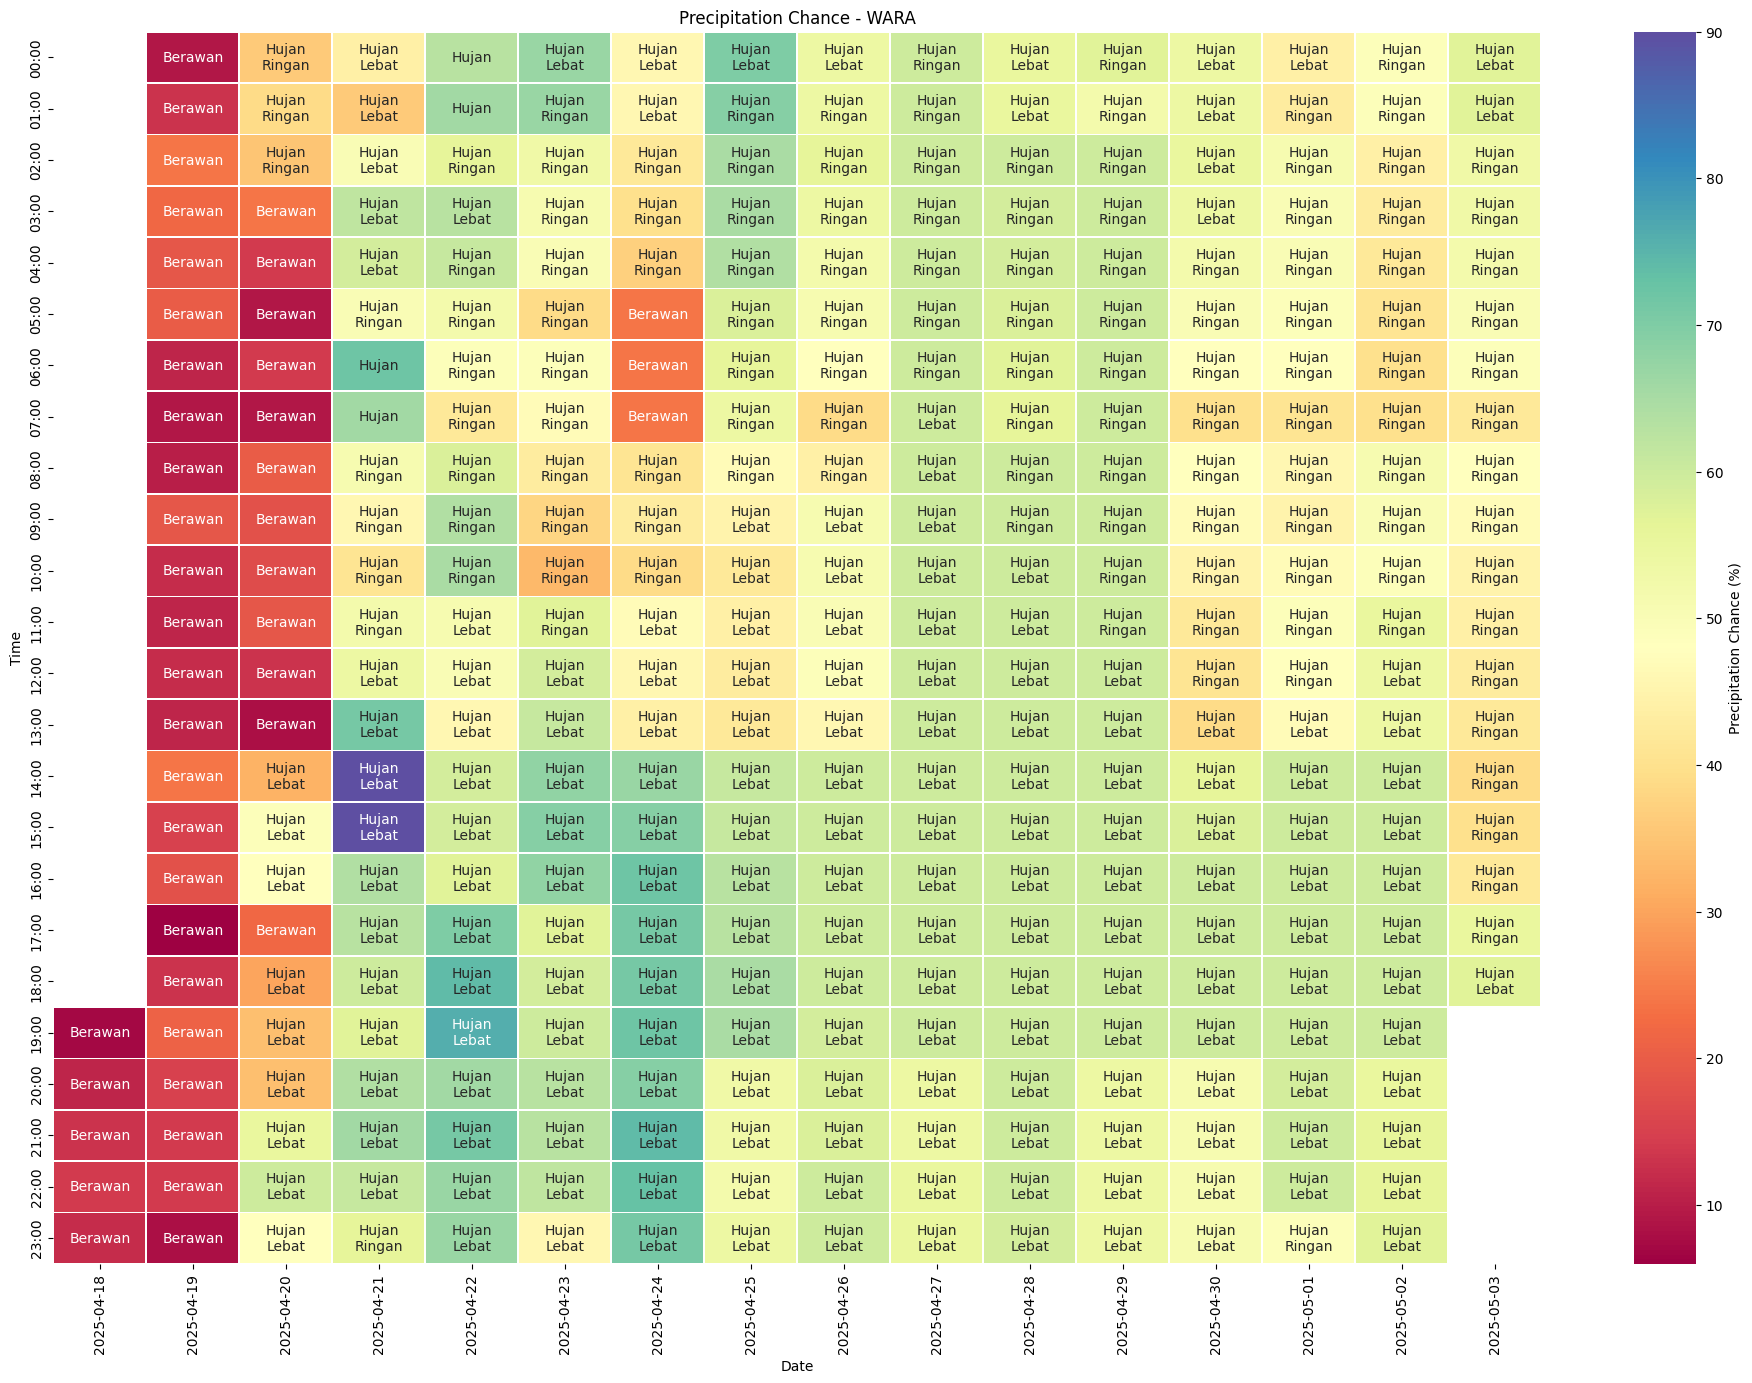 Precipitation Chance - WARA
00:00 Berawan Hujan Ringan Hujan Lebat Hujan Hujan Lebat Hujan Lebat Hujan Lebat Hujan Lebat Hujan Ringan Hujan Lebat Hujan Ringan Hujan Lebat Hujan Lebat Hujan Ringan Hujan Lebat
01:00 Berawan Hujan Ringan Hujan Lebat Hujan Hujan Ringan Hujan Lebat Hujan Ringan Hujan Ringan Hujan Ringan Hujan Lebat Hujan Ringan Hujan Lebat Hujan Ringan Hujan Ringan Hujan Lebat
02:00 Berawan Hujan Ringan Hujan Lebat Hujan Ringan Hujan Ringan Hujan Ringan Hujan Ringan Hujan Ringan Hujan Ringan Hujan Ringan Hujan Ringan Hujan Lebat Hujan Ringan Hujan Ringan Hujan Ringan
03:00 Berawan Berawan Hujan Lebat Hujan Lebat Hujan Ringan Hujan Ringan Hujan Ringan Hujan Ringan Hujan Ringan Hujan Ringan Hujan Ringan Hujan Lebat Hujan Ringan Hujan Ringan Hujan Ringan
04:00 Berawan Berawan Hujan Lebat Hujan Ringan Hujan Ringan Hujan Ringan Hujan Ringan Hujan Ringan Hujan Ringan Hujan Ringan Hujan Ringan Hujan Ringan Hujan Ringan Hujan Ringan Hujan Ringan
05:00 Berawan Berawan Hujan Ringan Hujan Ringan Hujan Ringan Berawan Hujan Ringan Hujan Ringan Hujan Ringan Hujan Ringan Hujan Ringan Hujan Ringan Hujan Ringan Hujan Ringan Hujan Ringan
06:00 Berawan Berawan Hujan Hujan Ringan Hujan Ringan Berawan Hujan Ringan Hujan Ringan Hujan Ringan Hujan Ringan Hujan Ringan Hujan Ringan Hujan Ringan Hujan Ringan Hujan Ringan
07:00 Berawan Berawan Hujan Hujan Ringan Hujan Ringan Berawan Hujan Ringan Hujan Ringan Hujan Lebat Hujan Ringan Hujan Ringan Hujan Ringan Hujan Ringan Hujan Ringan Hujan Ringan
08:00 Berawan Berawan Hujan Ringan Hujan Ringan Hujan Ringan Hujan Ringan Hujan Ringan Hujan Ringan Hujan Lebat Hujan Ringan Hujan Ringan Hujan Ringan Hujan Ringan Hujan Ringan Hujan Ringan
09:00 Berawan Berawan Hujan Ringan Hujan Ringan Hujan Ringan Hujan Ringan Hujan Lebat Hujan Lebat Hujan Lebat Hujan Ringan Hujan Ringan Hujan Ringan Hujan Ringan Hujan Ringan Hujan Ringan
10:00 Berawan Berawan Hujan Ringan Hujan Ringan Hujan Ringan Hujan Ringan Hujan Lebat Hujan Lebat Hujan Lebat Hujan Lebat Hujan Ringan Hujan Ringan Hujan Ringan Hujan Ringan Hujan Ringan
11:00 Berawan Berawan Hujan Ringan Hujan Lebat Hujan Ringan Hujan Lebat Hujan Lebat Hujan Lebat Hujan Lebat Hujan Lebat Hujan Ringan Hujan Ringan Hujan Ringan Hujan Ringan Hujan Ringan
12:00 Berawan Berawan Hujan Lebat Hujan Lebat Hujan Lebat Hujan Lebat Hujan Lebat Hujan Lebat Hujan Lebat Hujan Lebat Hujan Lebat Hujan Ringan Hujan Ringan Hujan Lebat Hujan Ringan
13:00 Berawan Berawan Hujan Lebat Hujan Lebat Hujan Lebat Hujan Lebat Hujan Lebat Hujan Lebat Hujan Lebat Hujan Lebat Hujan Lebat Hujan Lebat Hujan Lebat Hujan Lebat Hujan Ringan
14:00 Berawan Hujan Lebat Hujan Lebat Hujan Lebat Hujan Lebat Hujan Lebat Hujan Lebat Hujan Lebat Hujan Lebat Hujan Lebat Hujan Lebat Hujan Lebat Hujan Lebat Hujan Lebat Hujan Ringan
15:00 Berawan Hujan Lebat Hujan Lebat Hujan Lebat Hujan Lebat Hujan Lebat Hujan Lebat Hujan Lebat Hujan Lebat Hujan Lebat Hujan Lebat Hujan Lebat Hujan Lebat Hujan Lebat Hujan Ringan
16:00 Berawan Hujan Lebat Hujan Lebat Hujan Lebat Hujan Lebat Hujan Lebat Hujan Lebat Hujan Lebat Hujan Lebat Hujan Lebat Hujan Lebat Hujan Lebat Hujan Lebat Hujan Lebat Hujan Ringan
17:00 Berawan Berawan Hujan Lebat Hujan Lebat Hujan Lebat Hujan Lebat Hujan Lebat Hujan Lebat Hujan Lebat Hujan Lebat Hujan Lebat Hujan Lebat Hujan Lebat Hujan Lebat Hujan Ringan
18:00 Berawan Hujan Lebat Hujan Lebat Hujan Lebat Hujan Lebat Hujan Lebat Hujan Lebat Hujan Lebat Hujan Lebat Hujan Lebat Hujan Lebat Hujan Lebat Hujan Lebat Hujan Lebat Hujan Lebat
19:00 Berawan Berawan Hujan Lebat Hujan Lebat Hujan Lebat Hujan Lebat Hujan Lebat Hujan Lebat Hujan Lebat Hujan Lebat Hujan Lebat Hujan Lebat Hujan Lebat Hujan Lebat Hujan Lebat
20:00 Berawan Berawan Hujan Lebat Hujan Lebat Hujan Lebat Hujan Lebat Hujan Lebat Hujan Lebat Hujan Lebat Hujan Lebat Hujan Lebat Hujan Lebat Hujan Lebat Hujan Lebat Hujan Lebat
21:00 Berawan Berawan Hujan Lebat Hujan Lebat Hujan Lebat Hujan Lebat Hujan Lebat Hujan Lebat Hujan Lebat Hujan Lebat Hujan Lebat Hujan Lebat Hujan Lebat Hujan Lebat Hujan Lebat
22:00 Berawan Berawan Hujan Lebat Hujan Lebat Hujan Lebat Hujan Lebat Hujan Lebat Hujan Lebat Hujan Lebat Hujan Lebat Hujan Lebat Hujan Lebat Hujan Lebat Hujan Lebat Hujan Lebat
23:00 Berawan Berawan Hujan Lebat Hujan Ringan Hujan Lebat Hujan Lebat Hujan Lebat Hujan Lebat Hujan Lebat Hujan Lebat Hujan Lebat Hujan Lebat Hujan Lebat Hujan Ringan Hujan Lebat
Time
2025-04-18
2025-04-19
2025-04-20
2025-04-21
2025-04-22
2025-04-23
2025-04-24
2025-04-25
2025-04-26
2025-04-27
2025-04-28
2025-04-29
2025-04-30
2025-05-01
2025-05-02
2025-05-03
Date
90
80
70
60
50
40
30
20
10
Precipitation Chance (%)